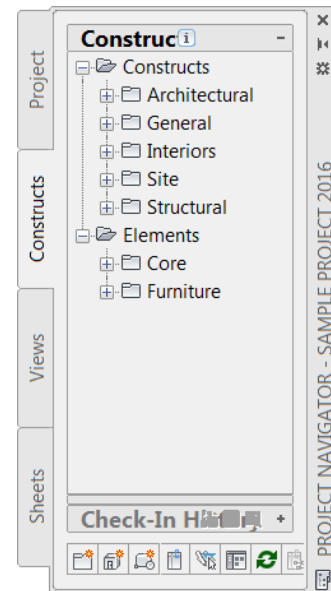 Project
Constructs
Views
Sheets
Construc
Constructs
Architectural
General
Interiors
Site
Structural
Elements
Core
Furniture
Check-In
PROJECT NAVIGATOR - SAMPLE PROJECT 2016